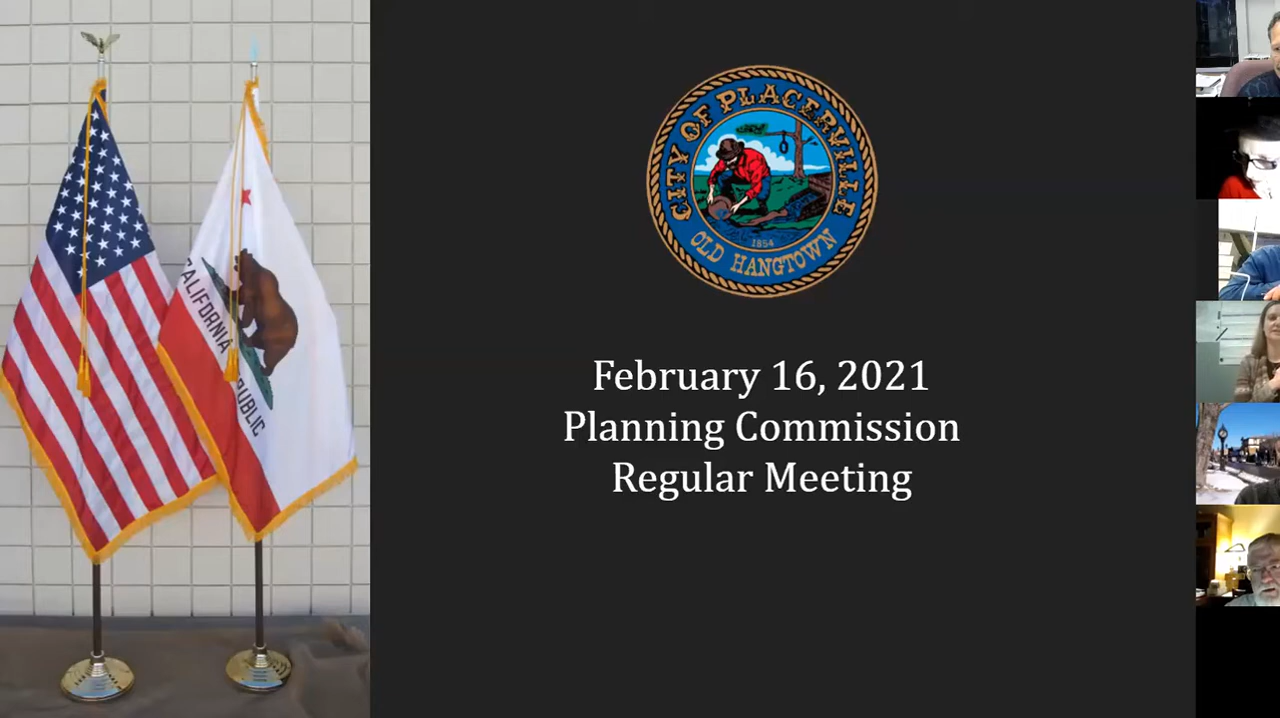 CALIFORNIA REPUBLIC
CITY OF PLACERVILLE
1854
OLD HANGTOWN
February 16, 2021
Planning Commission
Regular Meeting